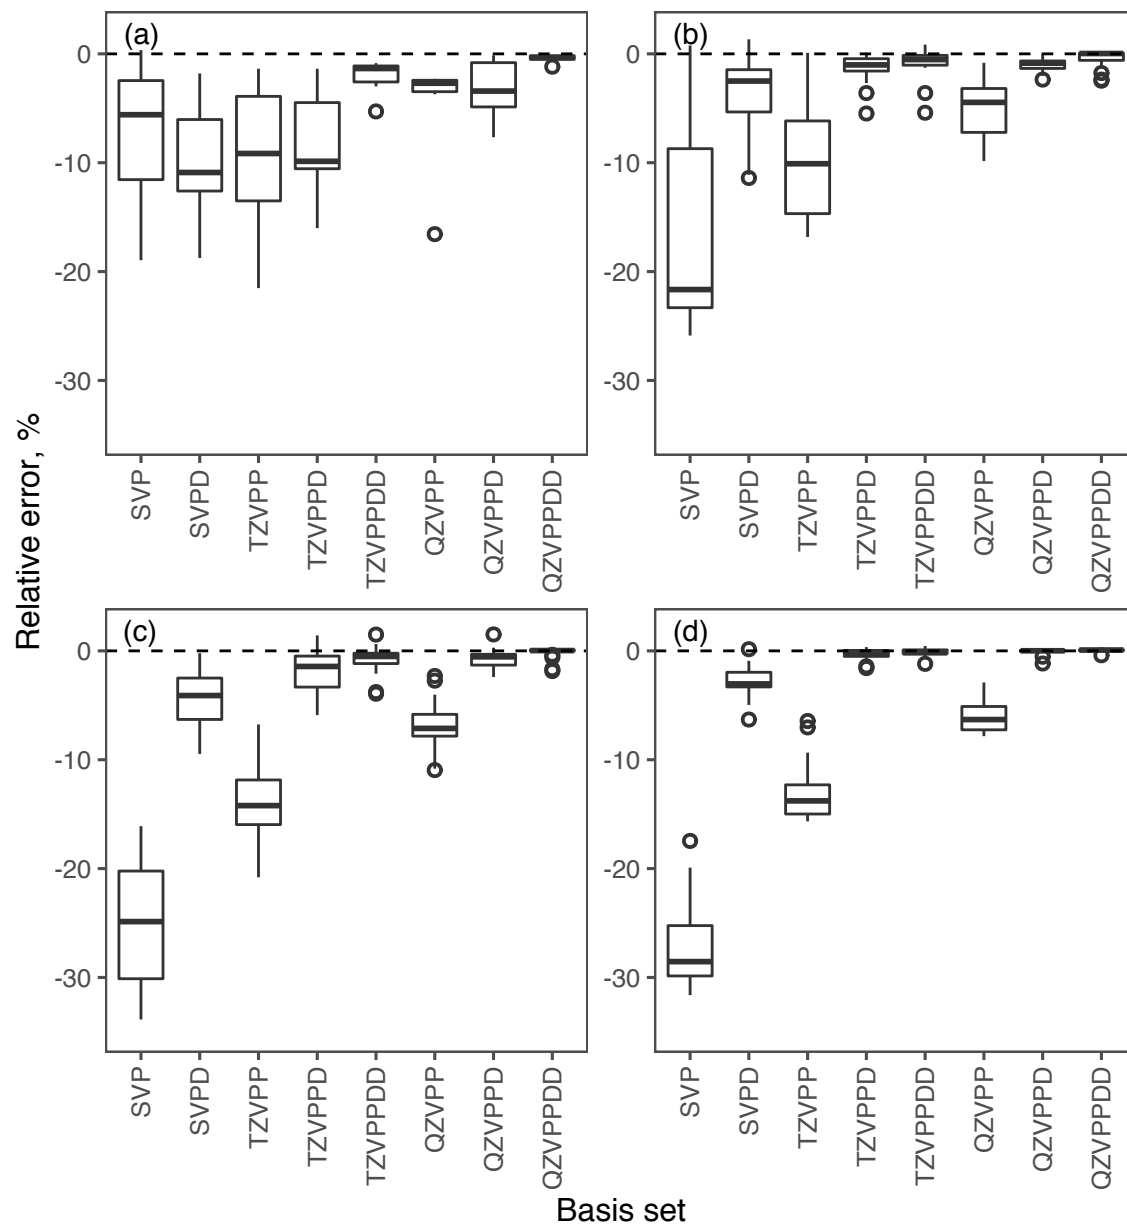 Relative error, %
(a)
0
-10
-20
-30
SVP
SVPD
TZVPP
TZVPPD
TZVPPDD
QZVPP
QZVPPD
QZVPPDD
(b)
0
-10
-20
-30
SVP
SVPD
TZVPP
TZVPPD
TZVPPDD
QZVPP
QZVPPD
QZVPPDD
(c)
0
-10
-20
-30
SVP
SVPD
TZVPP
TZVPPD
TZVPPDD
QZVPP
QZVPPD
QZVPPDD
(d)
0
-10
-20
-30
SVP
SVPD
TZVPP
TZVPPD
TZVPPDD
QZVPP
QZVPPD
QZVPPDD
Basis set